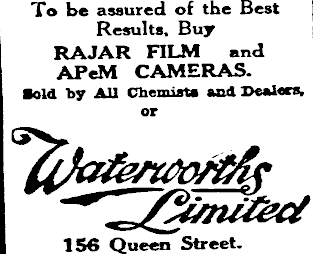 To be assured of the Best
Results, Buy
RAJAR FILM and
APeM CAMERAS.
Sold by All Chemists and Dealers,
or
Waterworths
Limited
156 Queen Street.